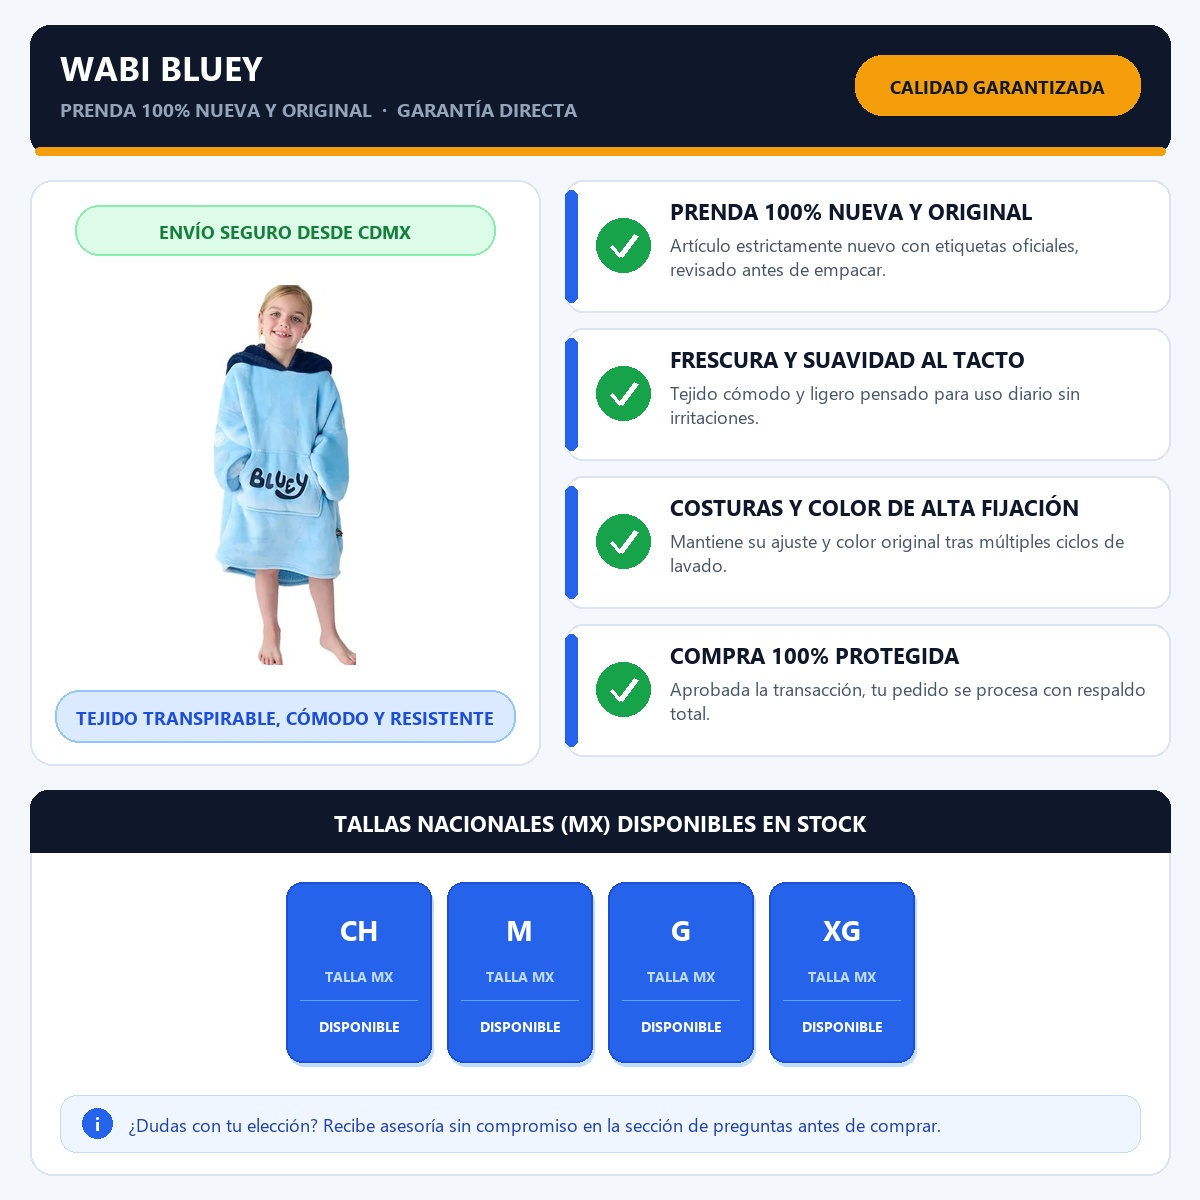 WABI BLUEY
PRENDA 100% NUEVA Y ORIGINAL · GARANTÍA DIRECTA
CALIDAD GARANTIZADA
ENVÍO SEGURO DESDE CDMX
BLUEY
TEJIDO TRANSPIRABLE, CÓMODO Y RESISTENTE
PRENDA 100% NUEVA Y ORIGINAL
Artículo estrictamente nuevo con etiquetas oficiales,
revisado antes de empacar.
FRESCURA Y SUAVIDAD AL TACTO
Tejido cómodo y ligero pensado para uso diario sin
irritaciones.
COSTURAS Y COLOR DE ALTA FIJACIÓN
Mantiene su ajuste y color original tras múltiples ciclos de
lavado.
COMPRA 100% PROTEGIDA
Aprobada la transacción, tu pedido se procesa con respaldo
total.
TALLAS NACIONALES (MX) DISPONIBLES EN STOCK
CH
TALLA MX
DISPONIBLE
M
TALLA MX
DISPONIBLE
G
TALLA MX
DISPONIBLE
XG
TALLA MX
DISPONIBLE
¿Dudas con tu elección? Recibe asesoría sin compromiso en la sección de preguntas antes de comprar.